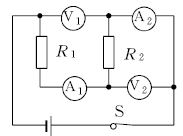 V₁ A₂
R₁ R₂
A₁ V₂
S